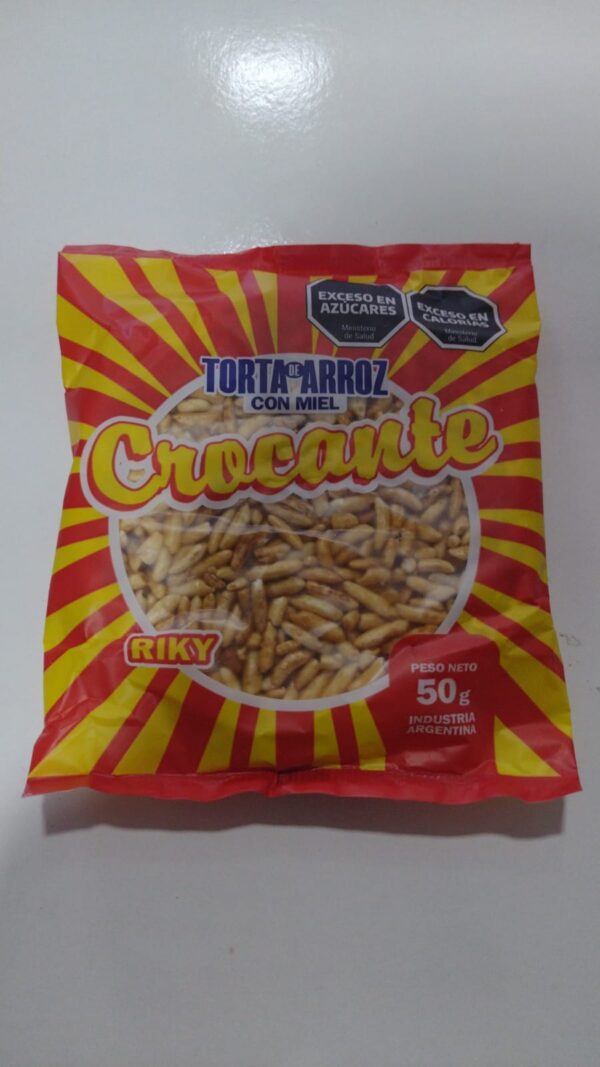 EXCESO EN
AZÚCARES
Ministerio
de Salud
EXCESO EN
CALORÍAS
Ministerio
de Salud
TORTA DE ARROZ
CON MIEL
Crocante
RIKY
PESO NETO
50g
INDUSTRIA
ARGENTINA